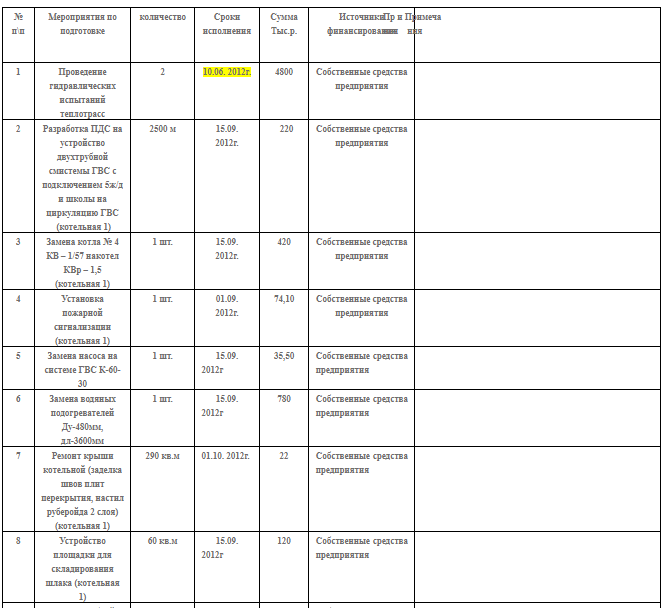 № Мероприятия по количество Сроки Сумма Источники Пр и Примеча
п\п подготовке исполнения Тыс.р. финансирования ния
1 Проведение 2 10.06. 2012г. 4800 Собственные средства
гидравлических предприятия
испытаний
теплотрасс
2 Разработка ПДС на 2500 м 15.09. 220 Собственные средства
устройство 2012г. предприятия
двухтрубной
смистемы ГВС с
подключением 5ж/д
и школы на
циркуляцию ГВС
(котельная 1)
3 Замена котла № 4 1 шт. 15.09. 420 Собственные средства
КВ – 1/57 накотел 2012г. предприятия
КВр – 1,5
(котельная 1)
4 Установка 1 шт. 01.09. 74,10 Собственные средства
пожарной 2012г. предприятия
сигнализации
(котельная 1)
5 Замена насоса на 1 шт. 15.09. 35,50 Собственные средства
системе ГВС К-60- 2012г предприятия
30
6 Замена водяных 1 шт. 15.09. 780 Собственные средства
подогревателей 2012г предприятия
Ду-480мм,
дл-3600мм
7 Ремонт крыши 290 кв.м 01.10. 2012г. 22 Собственные средства
котельной (заделка предприятия
швов плит
перекрытия, настил
руберойда 2 слоя)
(котельная 1)
8 Устройство 60 кв.м 15.09. 120 Собственные средства
площадки для 2012г предприятия
складирования
шлака (котельная
1)